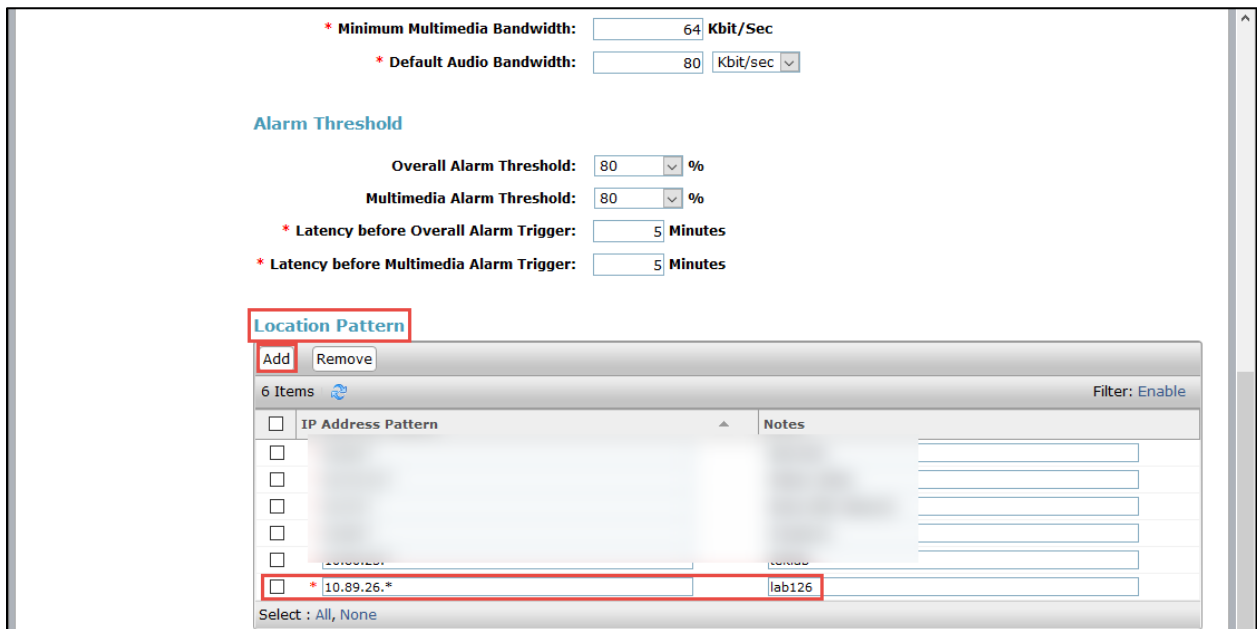 * Minimum Multimedia Bandwidth: 64 Kbit/Sec
* Default Audio Bandwidth: 80 Kbit/sec
Alarm Threshold
Overall Alarm Threshold: 80 %
Multimedia Alarm Threshold: 80 %
* Latency before Overall Alarm Trigger: 5 Minutes
* Latency before Multimedia Alarm Trigger: 5 Minutes
Location Pattern
Add Remove
6 Items Filter: Enable
IP Address Pattern Notes
* 10.89.26.* lab126
Select : All, None